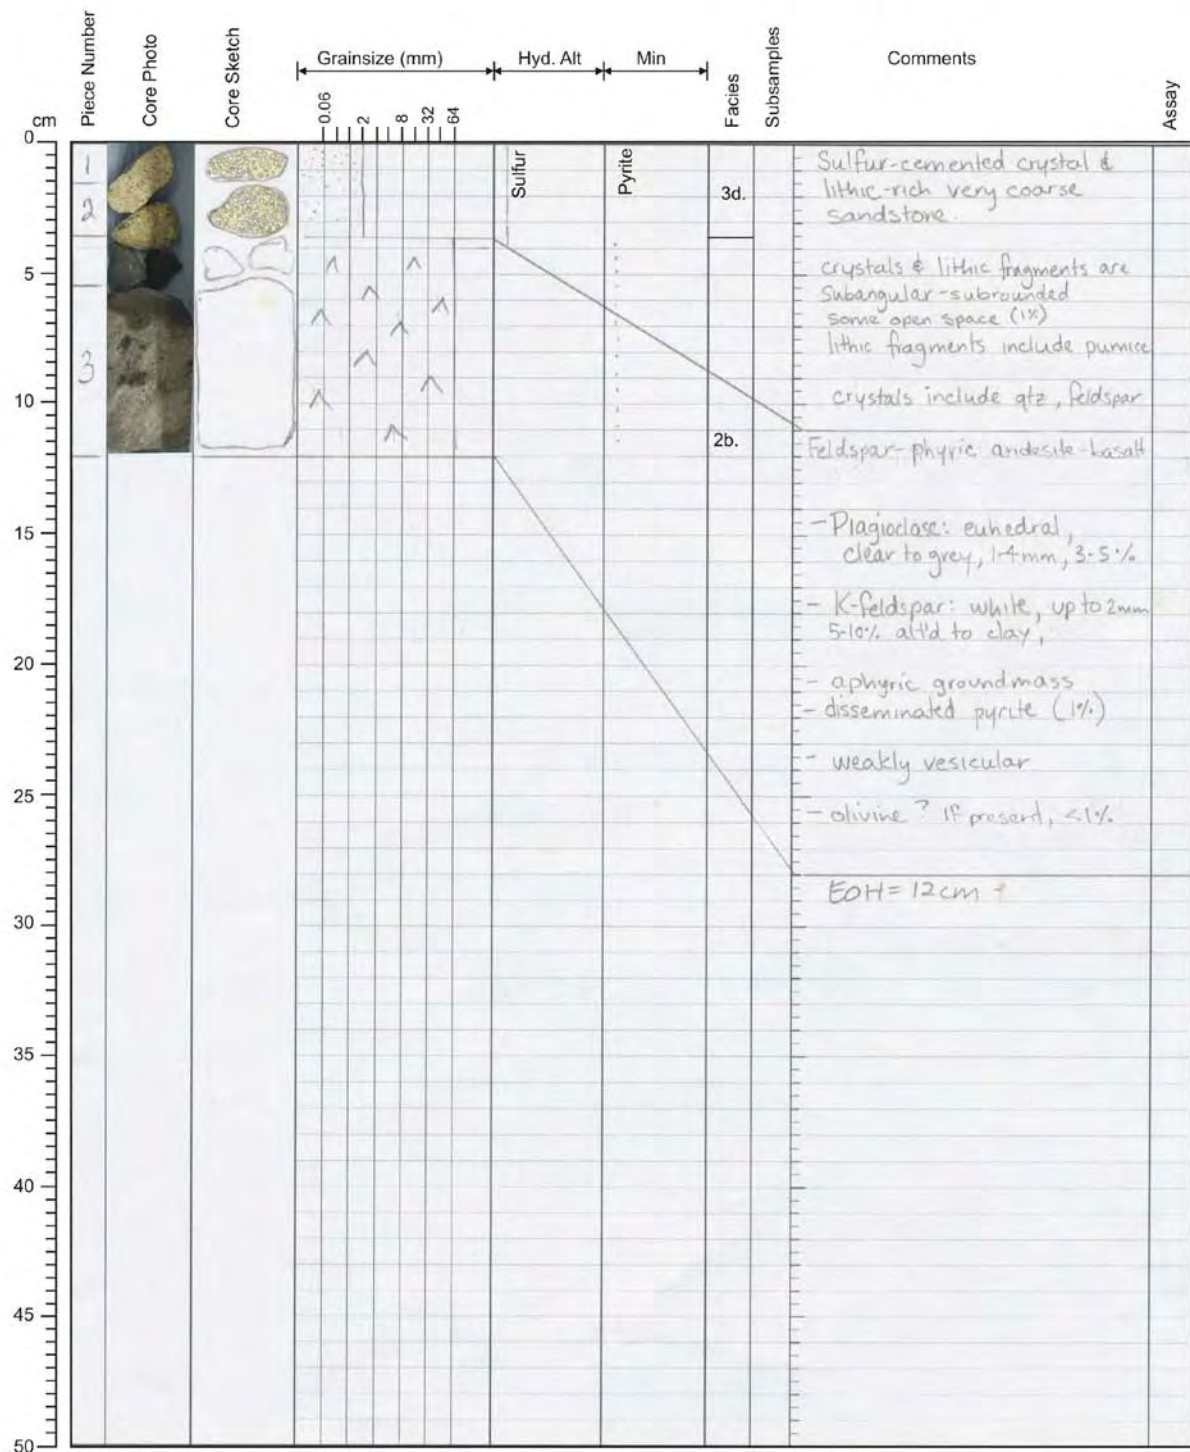 Piece Number
Core Photo
Core Sketch
Grainsize (mm)
Hyd. Alt
Min
Facies
Subsamples
Comments
Assay
0.06
2
8
32
64
cm
0
5
10
15
20
25
30
35
40
45
50
1
2
3
Sulfur
Pyrite
3d.
2b.
Sulfur-cemented crystal &
lithic-rich very coarse
sandstone.
crystals & lithic fragments are
subangular-subrounded
some open space (1%)
lithic fragments include pumice
crystals include qtz, feldspar
Feldspar-phyric andesite-basalt
- Plagioclase: euhedral,
clear to grey, 1-4mm, 3-5%
- K-feldspar: white, up to 2mm
5-10% alt'd to clay,
- aphyric groundmass
- disseminated pyrite (1%)
- weakly vesicular
- olivine? If present, <1%
EOH = 12cm